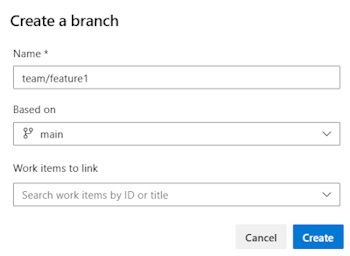 Create a branch
Name *
team/feature1
Based on
main
Work items to link
Search work items by ID or title
Cancel
Create